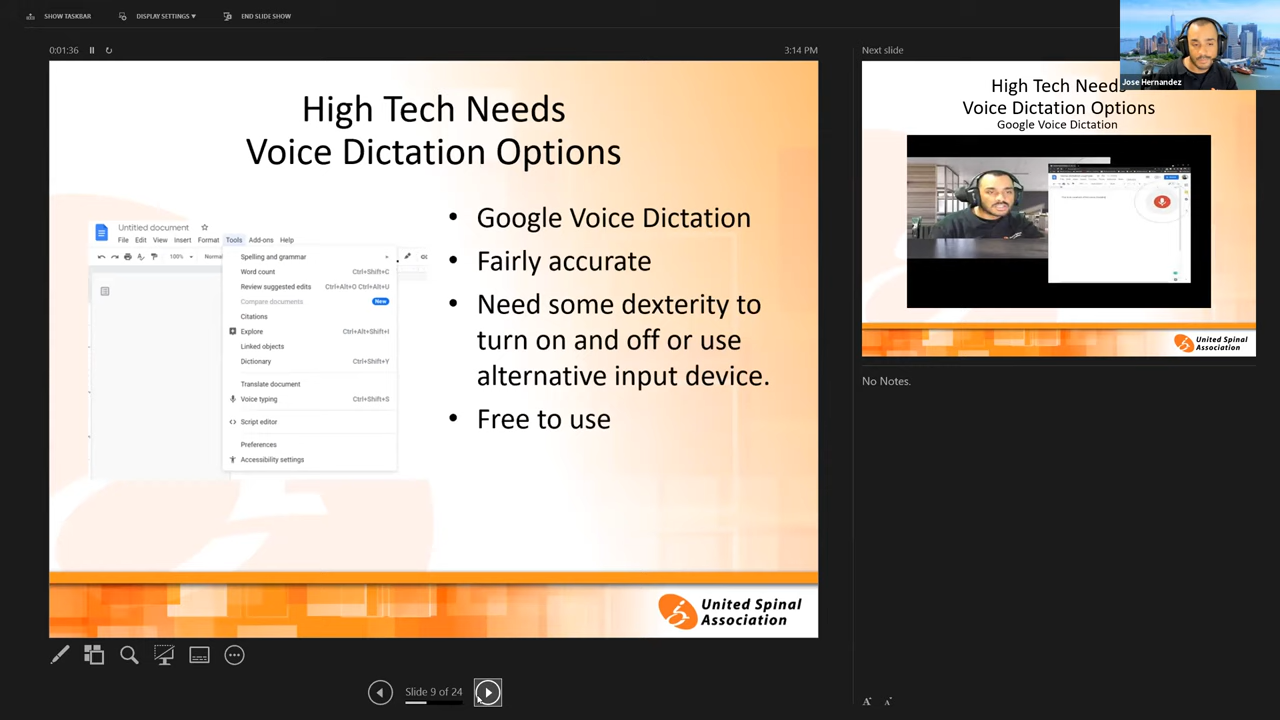 SHOW TASKBAR
DISPLAY SETTINGS ▾
END SLIDE SHOW
0:01:36
3:14 PM
High Tech Needs
Voice Dictation Options
Untitled document
File Edit View Insert Format Tools Add-ons Help
100%
Spelling and grammar
Word count Ctrl+Shift+C
Review suggested edits Ctrl+Alt+O Ctrl+Alt+U
Compare documents New
Citations
Explore Ctrl+Alt+Shift+I
Linked objects
Dictionary Ctrl+Shift+Y
Translate document
Voice typing Ctrl+Shift+S
Script editor
Preferences
Accessibility settings
• Google Voice Dictation
• Fairly accurate
• Need some dexterity to
turn on and off or use
alternative input device.
• Free to use
United Spinal
Association
Slide 9 of 24
Next slide
Jose Hernandez
High Tech Needs
Voice Dictation Options
Google Voice Dictation
United Spinal
Association
No Notes.
A
A